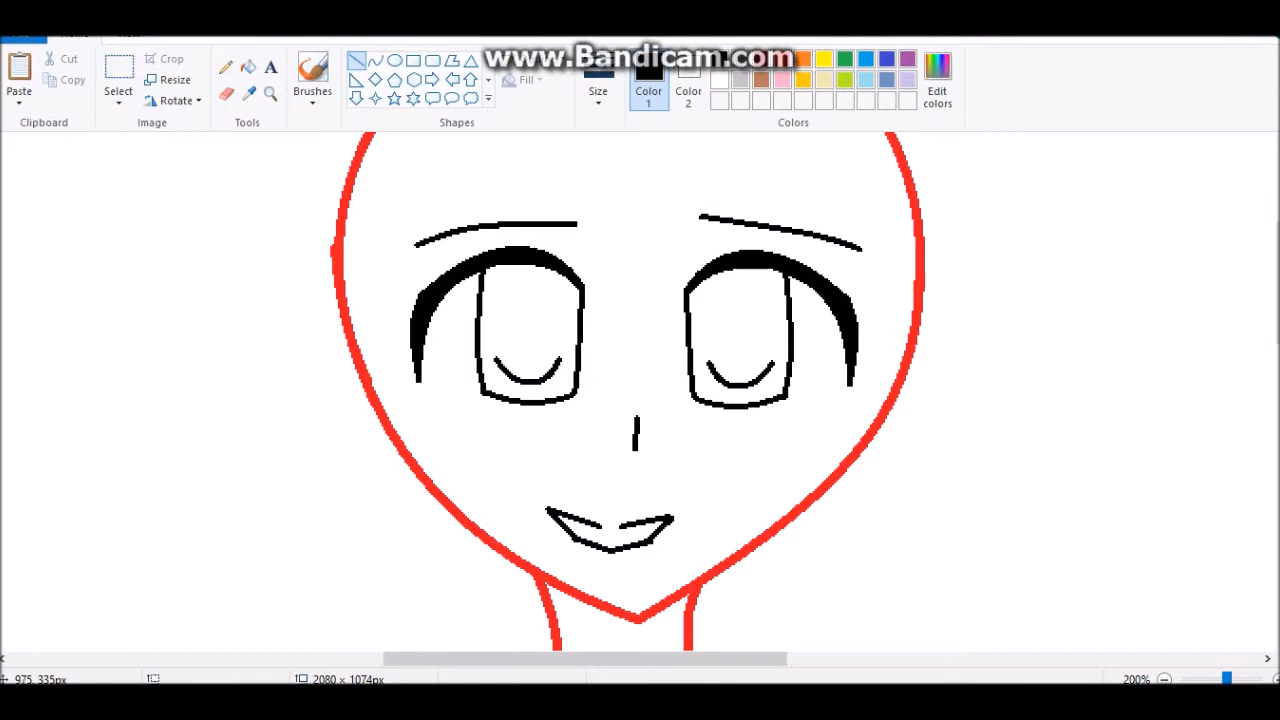 www.Bandicam.com
Paste
Cut
Copy
Clipboard
Select
Crop
Resize
Rotate
Image
Tools
Brushes
Fill
Shapes
Size
Color
1
Color
2
Edit
colors
Colors
975, 335px
2080 × 1074px
200%